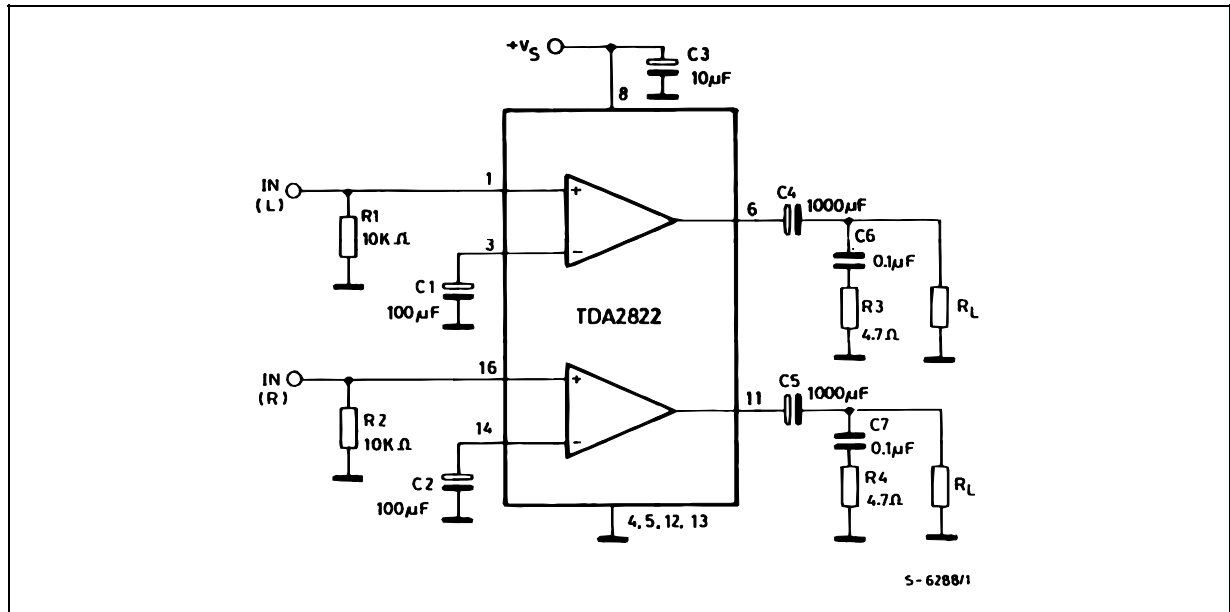 +VS
C3
10µF
8
IN
(L)
1
R1
10KΩ
3
C1
100µF
+
−
6
C4
1000µF
C6
0.1µF
R3
4.7Ω
RL
TDA2822
IN
(R)
16
R2
10KΩ
14
C2
100µF
+
−
11
C5
1000µF
C7
0.1µF
R4
4.7Ω
RL
4, 5, 12, 13
S-6288/1